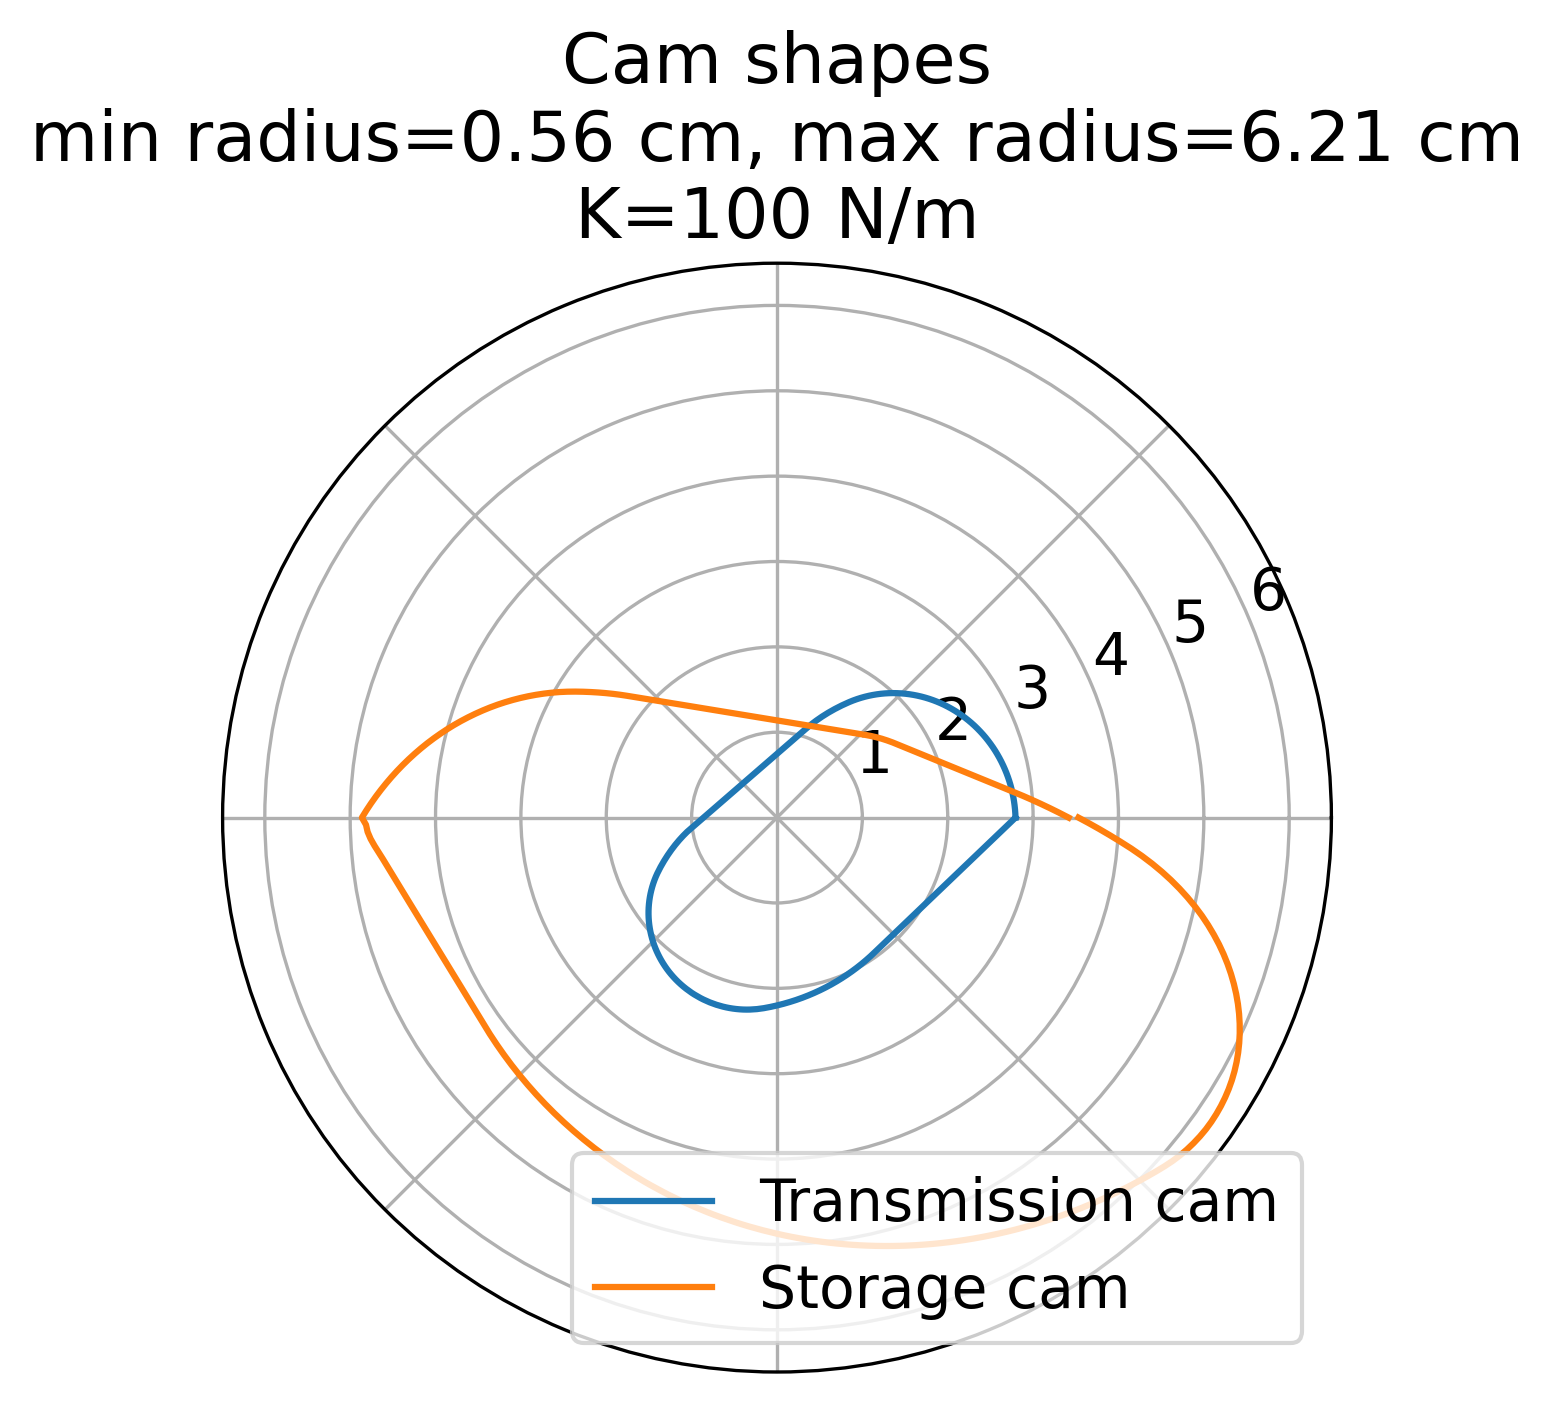 Cam shapes
min radius=0.56 cm, max radius=6.21 cm
K=100 N/m
6
5
4
3
2
1
Transmission cam
Storage cam